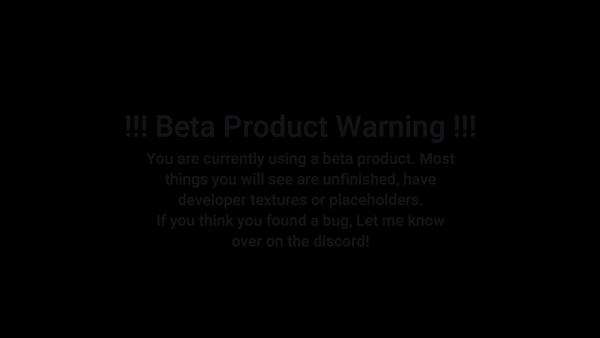 !!! Beta Product Warning !!!
You are currently using a beta product. Most
things you will see are unfinished, have
developer textures or placeholders.
If you think you found a bug, Let me know
over on the discord!